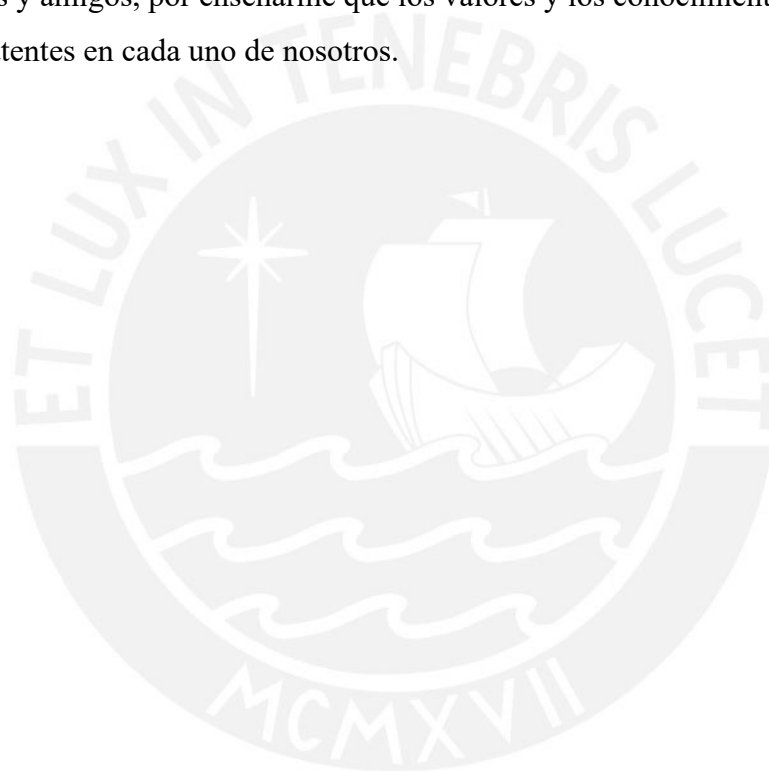 s y amigos, por enseñarme que los valores y los conocimient
tentes en cada uno de nosotros.
ET LUX IN TENEBRIS LUCET
MCMXVII